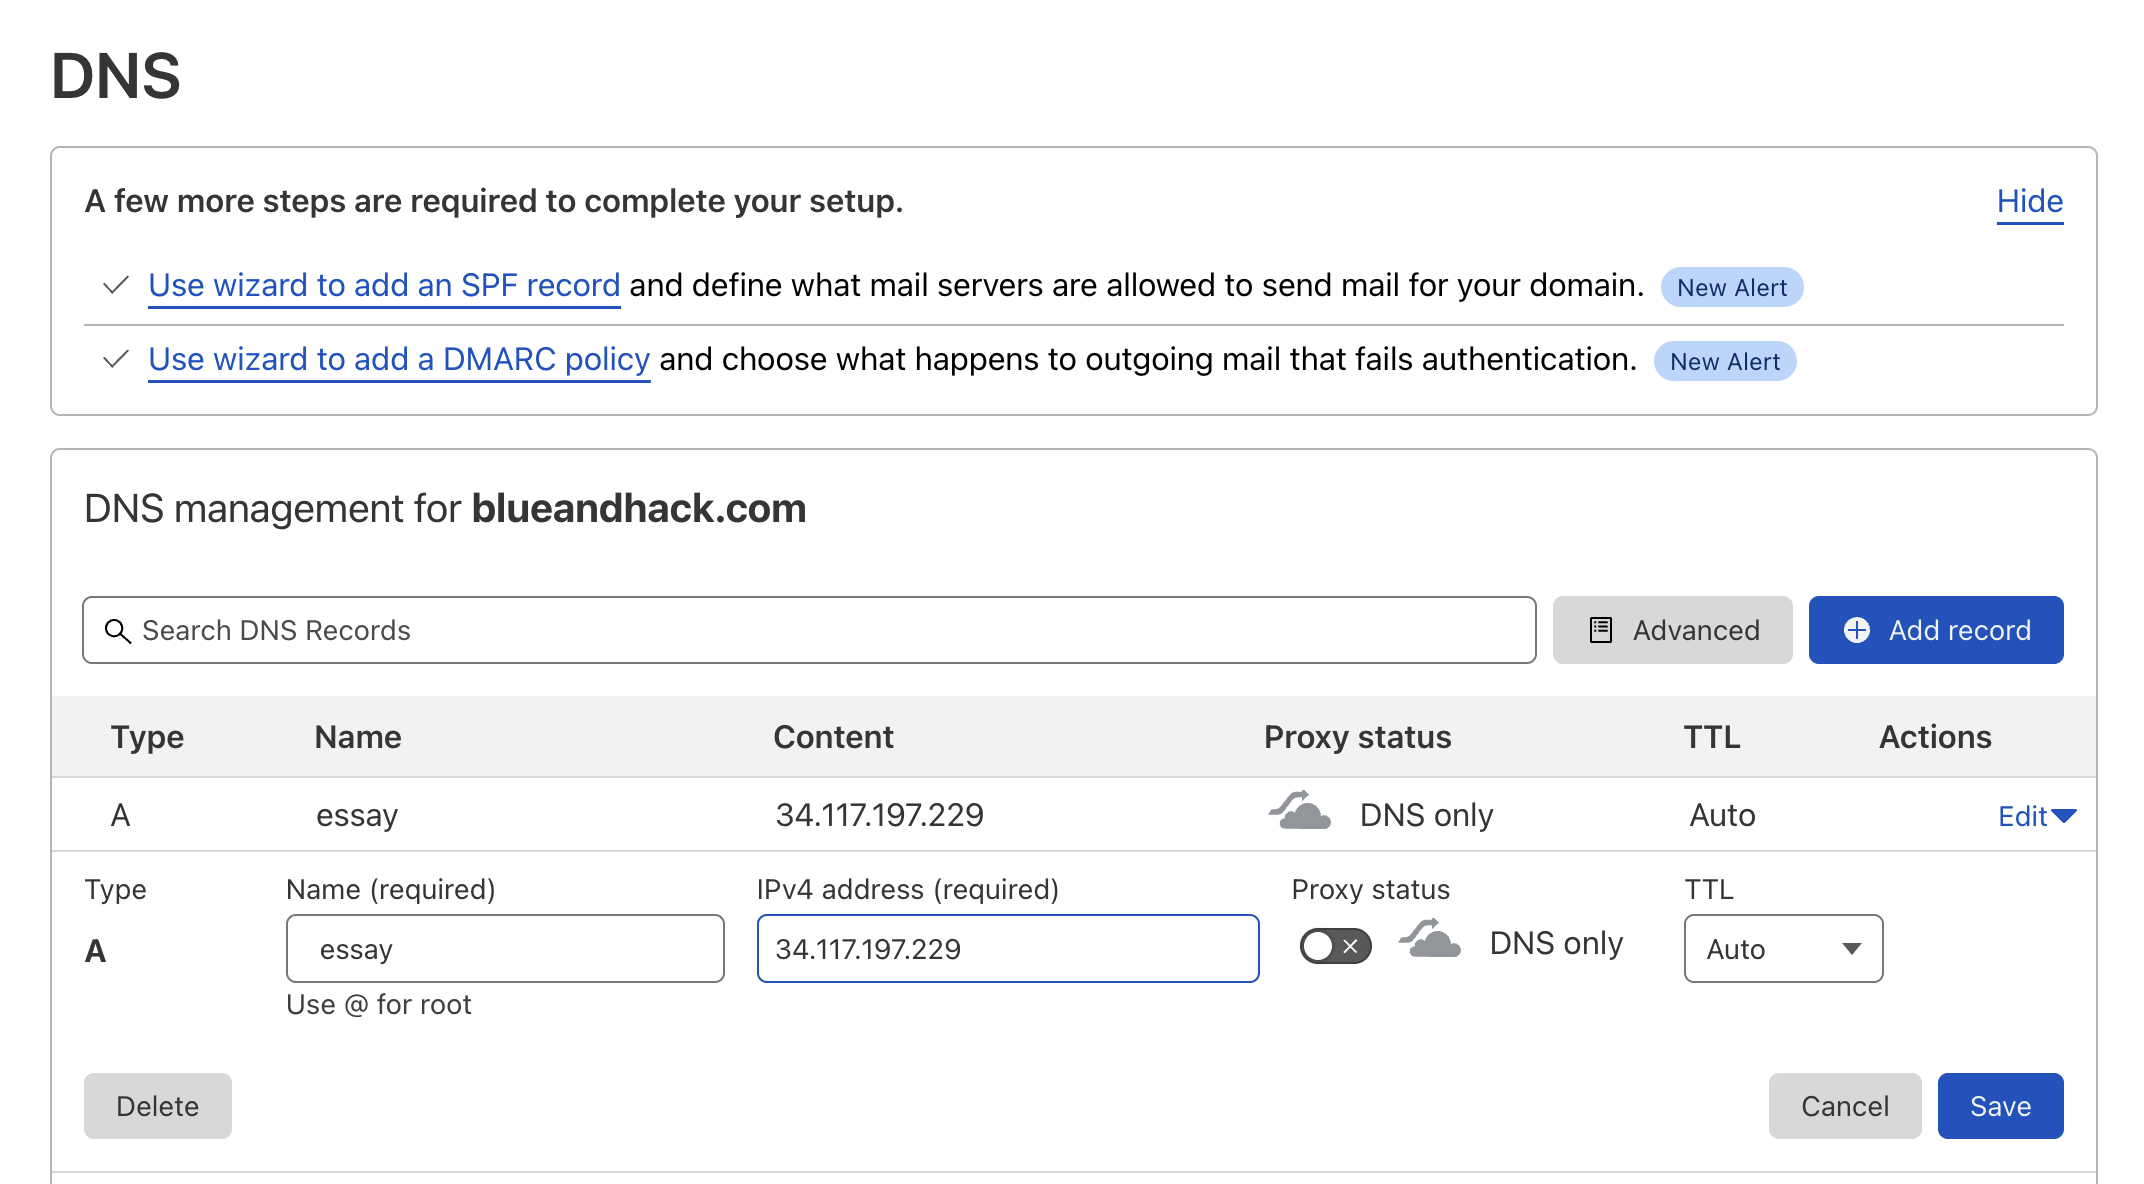 DNS
A few more steps are required to complete your setup.
Hide
Use wizard to add an SPF record and define what mail servers are allowed to send mail for your domain. New Alert
Use wizard to add a DMARC policy and choose what happens to outgoing mail that fails authentication. New Alert
DNS management for blueandhack.com
Search DNS Records
Advanced
Add record
Type Name Content Proxy status TTL Actions
A essay 34.117.197.229 DNS only Auto Edit
Type Name (required) IPv4 address (required) Proxy status TTL
A essay 34.117.197.229 DNS only Auto
Use @ for root
Delete Cancel Save